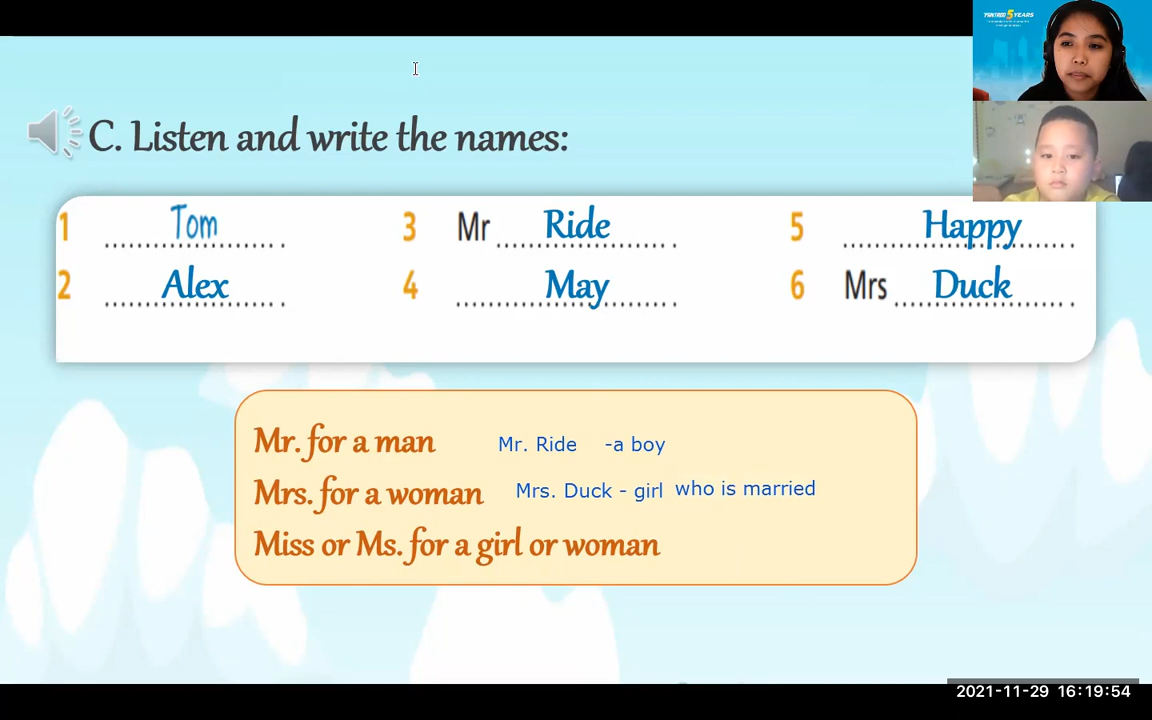 YEARS
C. Listen and write the names:
1 Tom 3 Mr Ride 5 Happy
2 Alex 4 May 6 Mrs Duck
Mr. for a man Mr. Ride -a boy
Mrs. for a woman Mrs. Duck - girl who is married
Miss or Ms. for a girl or woman
2021-11-29 16:19:54